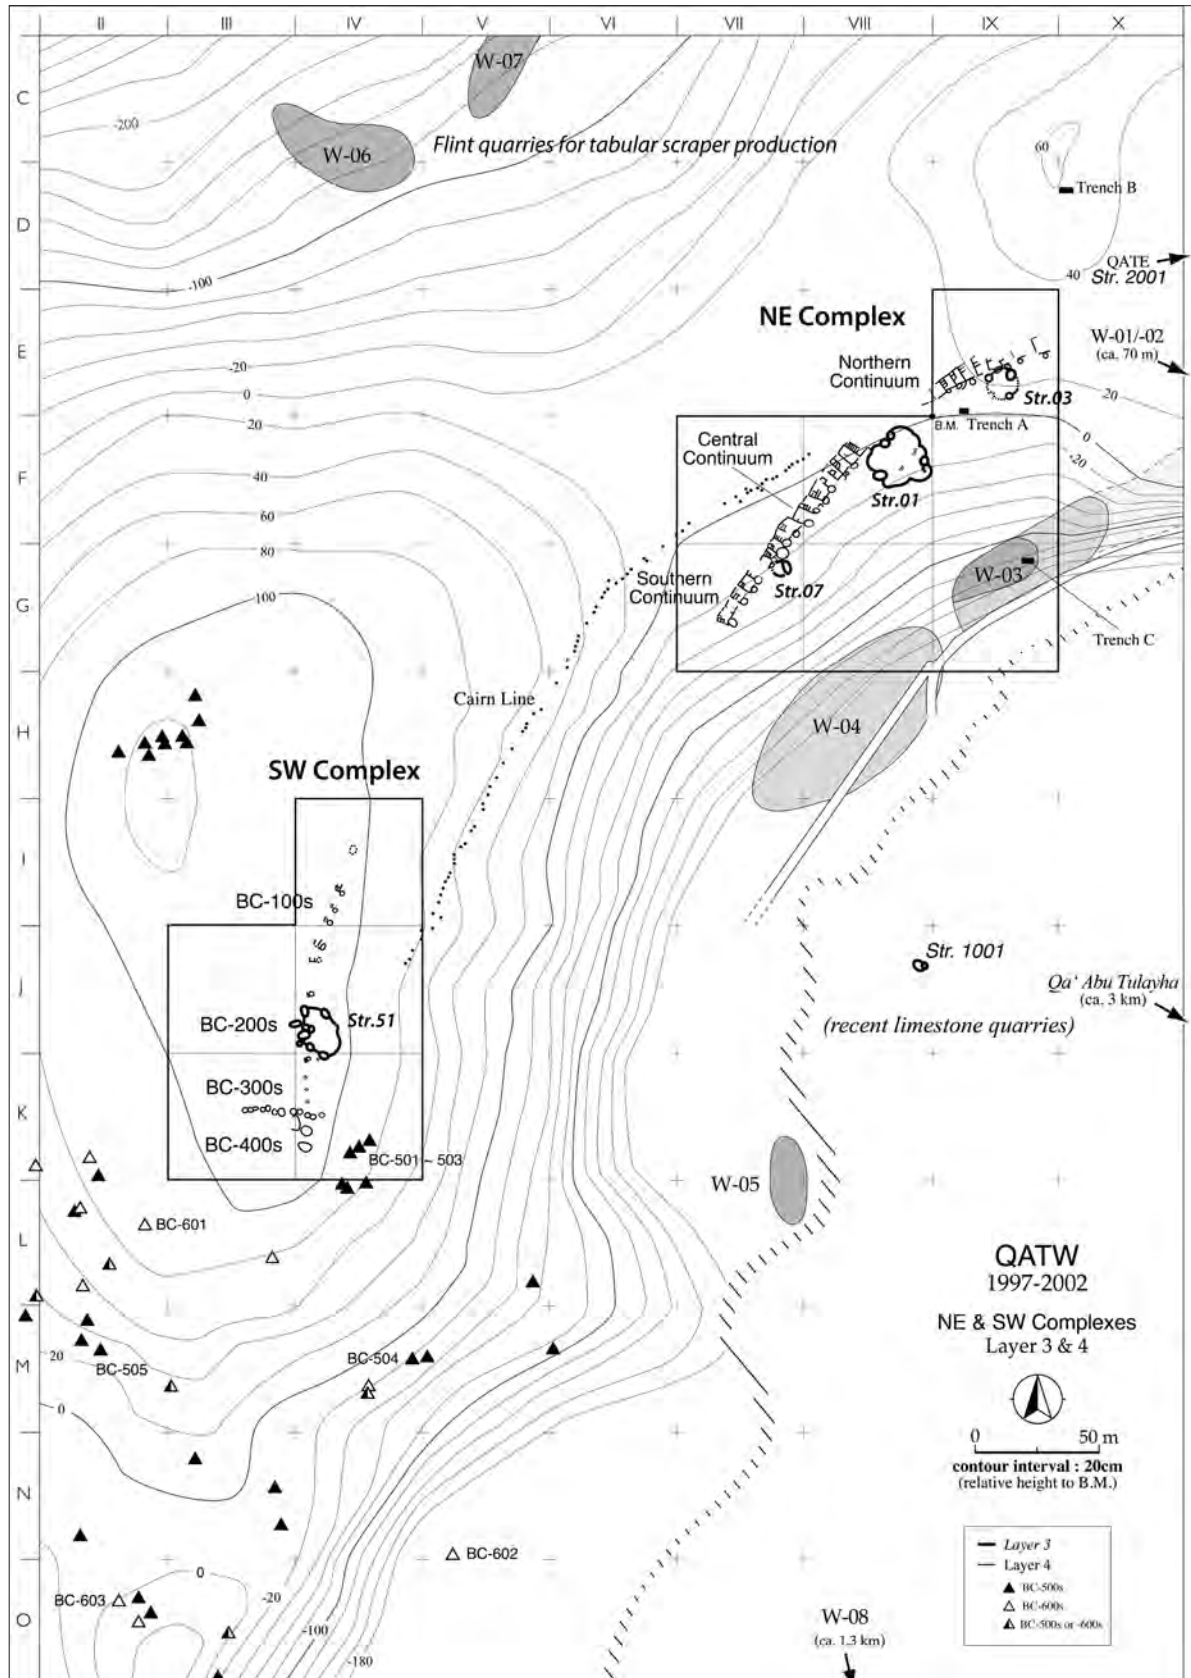 II III IV V VI VII VIII IX X
C
D
E
F
G
H
I
J
K
L
M
N
O
W-07
-200
W-06
Flint quarries for tabular scraper production
60
Trench B
-100
40
QATE
Str. 2001
NE Complex
W-01/-02
(ca. 70 m)
-20
Northern
Continuum
0
Str.03
20
20
B.M.
Trench A
0
Central
Continuum
-20
40
Str.01
60
80
W-03
Southern
Continuum
100
Str.07
Trench C
Cairn Line
W-04
SW Complex
BC-100s
Str. 1001
Qa' Abu Tulayha
(ca. 3 km)
BC-200s
Str.51
(recent limestone quarries)
BC-300s
BC-400s
BC-501 ~ 503
W-05
BC-601
QATW
1997-2002
NE & SW Complexes
Layer 3 & 4
20
BC-505
BC-504
0
0 50 m
contour interval : 20cm
(relative height to B.M.)
BC-602
Layer 3
Layer 4
BC-500s
BC-600s
BC-500s or -600s
0
BC-603
-20
-100
-180
W-08
(ca. 1.3 km)